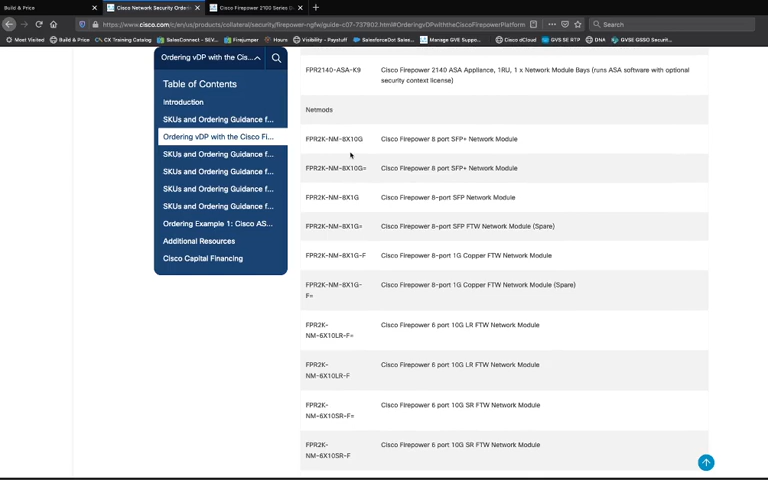 Build & Price
Cisco Network Security Orderi
Cisco Firepower 2100 Series D
https://www.cisco.com/c/en/us/products/collateral/security/firepower-ngfw/guide-c07-737902.html#OrderingvDPwiththeCiscoFirepowerPlatform
Search
Most Visited
Build & Price
CX Training Catalog
SalesConnect - SEV...
Firejumper
Hours
Visibility - Paystuff
SalesforceDot Sales...
Manage GVE Suppo...
Cisco dCloud
GVS SE RTP
DNA
GVSE GSSO Securit...
Ordering vDP with the Cis...
Table of Contents
Introduction
SKUs and Ordering Guidance f...
Ordering vDP with the Cisco Fi...
SKUs and Ordering Guidance f...
SKUs and Ordering Guidance f...
SKUs and Ordering Guidance f...
SKUs and Ordering Guidance f...
Ordering Example 1: Cisco AS...
Additional Resources
Cisco Capital Financing
FPR2140-ASA-K9
Cisco Firepower 2140 ASA Appliance, 1RU, 1 x Network Module Bays (runs ASA software with optional
security context license)
Netmods
FPR2K-NM-8X10G
Cisco Firepower 8 port SFP+ Network Module
FPR2K-NM-8X10G=
Cisco Firepower 8 port SFP+ Network Module
FPR2K-NM-8X1G
Cisco Firepower 8-port SFP Network Module
FPR2K-NM-8X1G=
Cisco Firepower 8-port SFP FTW Network Module (Spare)
FPR2K-NM-8X1G-F
Cisco Firepower 8-port 1G Copper FTW Network Module
FPR2K-NM-8X1G-
F=
Cisco Firepower 8-port 1G Copper FTW Network Module (Spare)
FPR2K-
NM-6X10LR-F=
Cisco Firepower 6 port 10G LR FTW Network Module
FPR2K-
NM-6X10LR-F
Cisco Firepower 6 port 10G LR FTW Network Module
FPR2K-
NM-6X10SR-F=
Cisco Firepower 6 port 10G SR FTW Network Module
FPR2K-
NM-6X10SR-F
Cisco Firepower 6 port 10G SR FTW Network Module